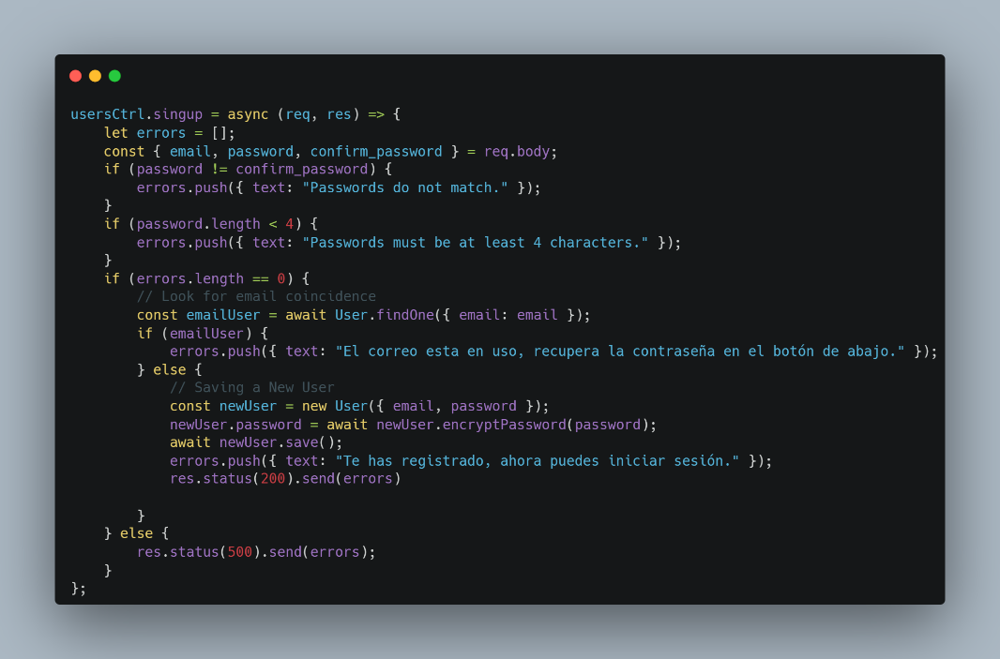 usersCtrl.singup = async (req, res) => {
    let errors = [];
    const { email, password, confirm_password } = req.body;
    if (password != confirm_password) {
        errors.push({ text: "Passwords do not match." });
    }
    if (password.length < 4) {
        errors.push({ text: "Passwords must be at least 4 characters." });
    }
    if (errors.length == 0) {
        // Look for email coincidence
        const emailUser = await User.findOne({ email: email });
        if (emailUser) {
            errors.push({ text: "El correo esta en uso, recupera la contraseña en el botón de abajo." });
        } else {
            // Saving a New User
            const newUser = new User({ email, password });
            newUser.password = await newUser.encryptPassword(password);
            await newUser.save();
            errors.push({ text: "Te has registrado, ahora puedes iniciar sesión." });
            res.status(200).send(errors)

        }
    } else {
        res.status(500).send(errors);
    }
};